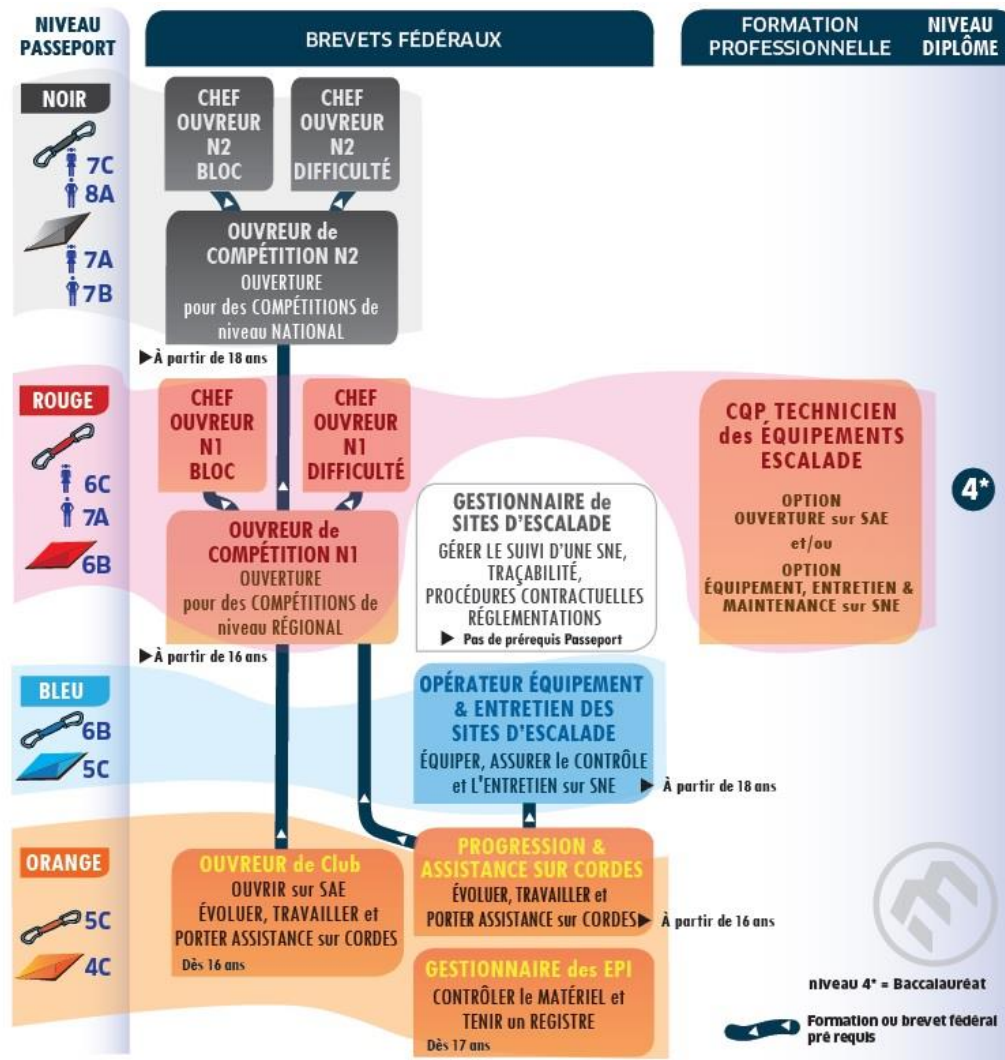 NIVEAU
PASSEPORT
BREVETS FÉDÉRAUX
FORMATION
PROFESSIONNELLE
NIVEAU
DIPLÔME
NOIR
7C
8A
7A
7B
CHEF
OUVREUR
N2
BLOC
CHEF
OUVREUR
N2
DIFFICULTÉ
OUVREUR de
COMPÉTITION N2
OUVERTURE
pour des COMPÉTITIONS de
niveau NATIONAL
À partir de 18 ans
ROUGE
6C
7A
6B
CHEF
OUVREUR
N1
BLOC
CHEF
OUVREUR
N1
DIFFICULTÉ
OUVREUR de
COMPÉTITION N1
OUVERTURE
pour des COMPÉTITIONS de
niveau RÉGIONAL
À partir de 16 ans
GESTIONNAIRE de
SITES D'ESCALADE
GÉRER LE SUIVI D'UNE SNE,
TRAÇABILITÉ,
PROCÉDURES CONTRACTUELLES
RÉGLEMENTATIONS
Pas de prérequis Passeport
CQP TECHNICIEN
des ÉQUIPEMENTS
ESCALADE
OPTION
OUVERTURE sur SAE
et/ou
OPTION
ÉQUIPEMENT, ENTRETIEN &
MAINTENANCE sur SNE
4*
BLEU
6B
5C
OPÉRATEUR ÉQUIPEMENT
& ENTRETIEN DES
SITES D'ESCALADE
ÉQUIPER, ASSURER le CONTRÔLE
et L'ENTRETIEN sur SNE
À partir de 18 ans
ORANGE
5C
4C
OUVREUR de Club
OUVRIR sur SAE
ÉVOLUER, TRAVAILLER et
PORTER ASSISTANCE sur CORDES
Dès 16 ans
PROGRESSION &
ASSISTANCE SUR CORDES
ÉVOLUER, TRAVAILLER et
PORTER ASSISTANCE sur CORDES
À partir de 16 ans
GESTIONNAIRE des EPI
CONTRÔLER le MATÉRIEL et
TENIR un REGISTRE
Dès 17 ans
niveau 4* = Baccalauréat
Formation ou brevet fédéral
pré requis